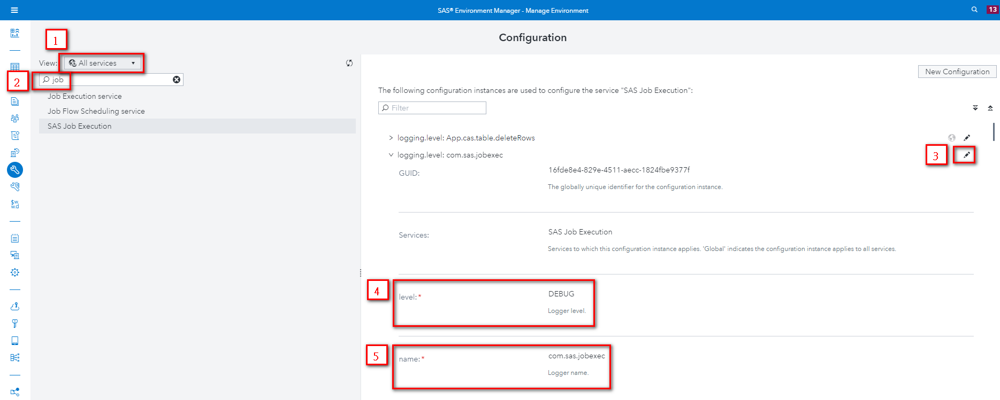 SAS® Environment Manager - Manage Environment
13
Configuration
1
View:
All services
2
job
Job Execution service
Job Flow Scheduling service
SAS Job Execution
$w.
w.d
New Configuration
The following configuration instances are used to configure the service "SAS Job Execution":
Filter
logging.level: App.cas.table.deleteRows
logging.level: com.sas.jobexec
3
GUID:
16fde8e4-829e-4511-aecc-1824fbe9377f
The globally unique identifier for the configuration instance.
Services:
SAS Job Execution
Services to which this configuration instance applies. 'Global' indicates the configuration instance applies to all services.
4
level:*
DEBUG
Logger level.
5
name:*
com.sas.jobexec
Logger name.